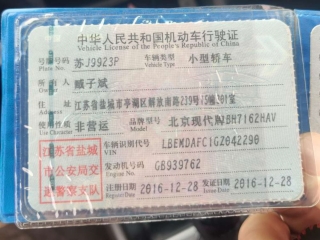 中华人民共和国机动车行驶证
Vehicle License of the People's Republic of China
号牌号码 苏J9923P 车辆类型 小型轿车
Plate No. Vehicle Type
所有人 臧子斌
Owner
住址 江苏省盐城市亭湖区解放南路239号 幢201室
Address
使用性质 非营运 品牌型号 北京现代牌BH7162HAV
Use Character Model
江苏省盐城 车辆识别代号 LBEMDAFC1GZ642290
VIN
市公安局交 发动机号码 GB939762
Engine No.
通警察支队 注册日期 2016-12-28 发证日期 2016-12-28
Register Date Issue Date